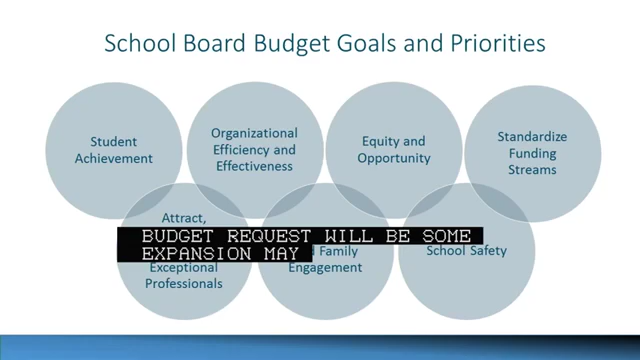 School Board Budget Goals and Priorities
Student
Achievement
Organizational
Efficiency and
Effectiveness
Equity and
Opportunity
Standardize
Funding
Streams
Attract,
Exceptional
Professionals
Family
Engagement
School Safety
BUDGET REQUEST WILL BE SOME
EXPANSION MAY